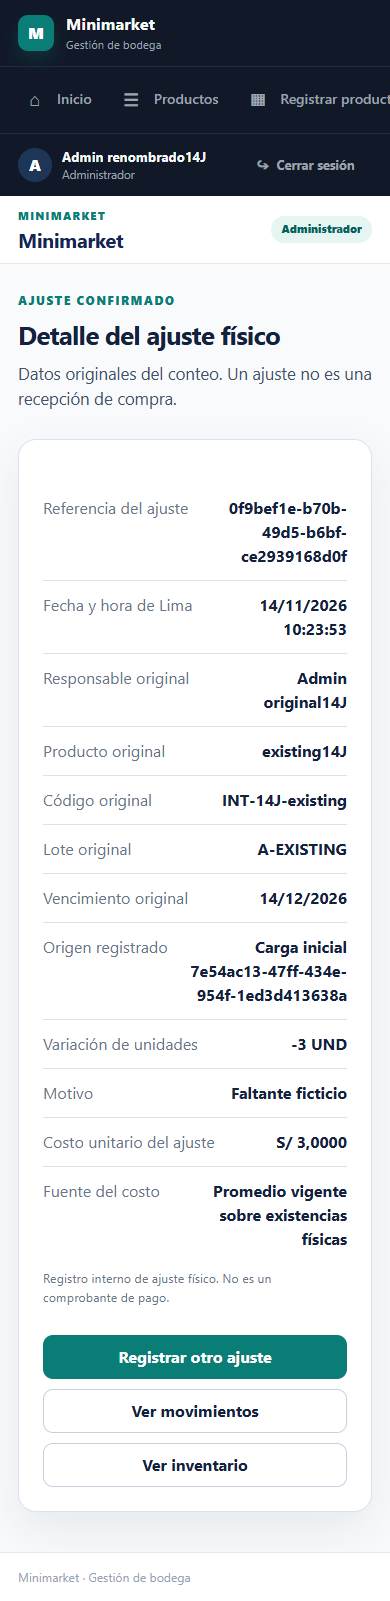 M
Minimarket
Gestión de bodega
Inicio
Productos
Registrar product
A
Admin renombrado14J
Administrador
Cerrar sesión
MINIMARKET
Minimarket
Administrador
AJUSTE CONFIRMADO
Detalle del ajuste físico
Datos originales del conteo. Un ajuste no es una
recepción de compra.
Referencia del ajuste
0f9bef1e-b70b-
49d5-b6bf-
ce2939168d0f
Fecha y hora de Lima
14/11/2026
10:23:53
Responsable original
Admin
original14J
Producto original
existing14J
Código original
INT-14J-existing
Lote original
A-EXISTING
Vencimiento original
14/12/2026
Origen registrado
Carga inicial
7e54ac13-47ff-434e-
954f-1ed3d413638a
Variación de unidades
-3 UND
Motivo
Faltante ficticio
Costo unitario del ajuste
S/ 3,0000
Fuente del costo
Promedio vigente
sobre existencias
físicas
Registro interno de ajuste físico. No es un
comprobante de pago.
Registrar otro ajuste
Ver movimientos
Ver inventario
Minimarket · Gestión de bodega